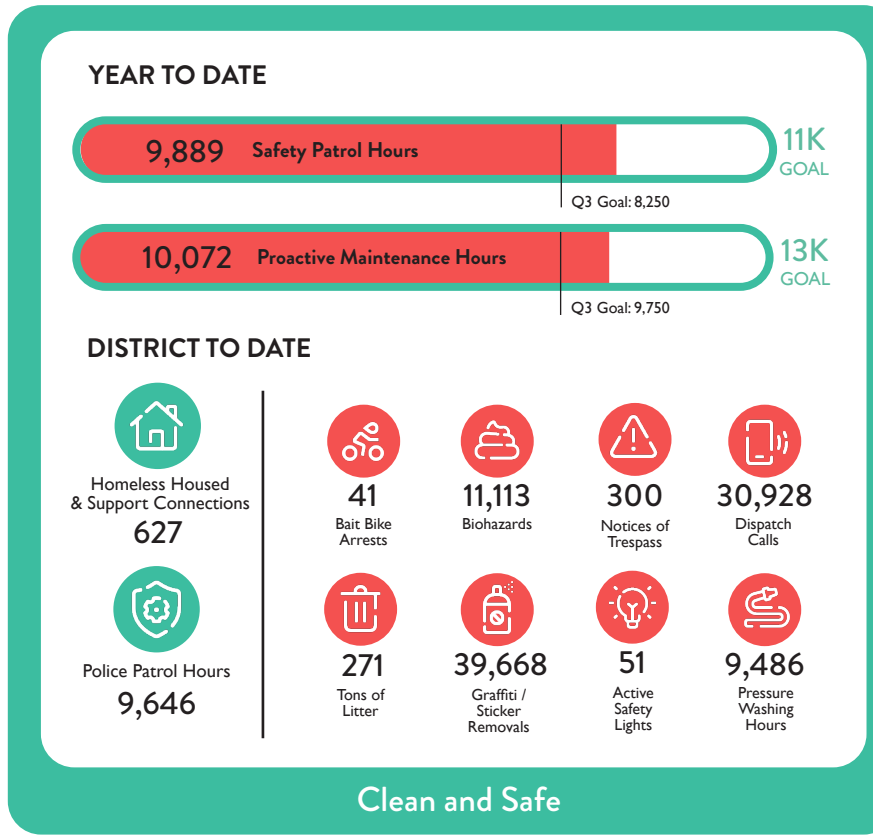 YEAR TO DATE
9,889 Safety Patrol Hours
11K
GOAL
Q3 Goal: 8,250
10,072 Proactive Maintenance Hours
13K
GOAL
Q3 Goal: 9,750
DISTRICT TO DATE
Homeless Housed
& Support Connections
627
Police Patrol Hours
9,646
41
Bait Bike
Arrests
11,113
Biohazards
300
Notices of
Trespass
30,928
Dispatch
Calls
271
Tons of
Litter
39,668
Graffiti /
Sticker
Removals
51
Active
Safety
Lights
9,486
Pressure
Washing
Hours
Clean and Safe